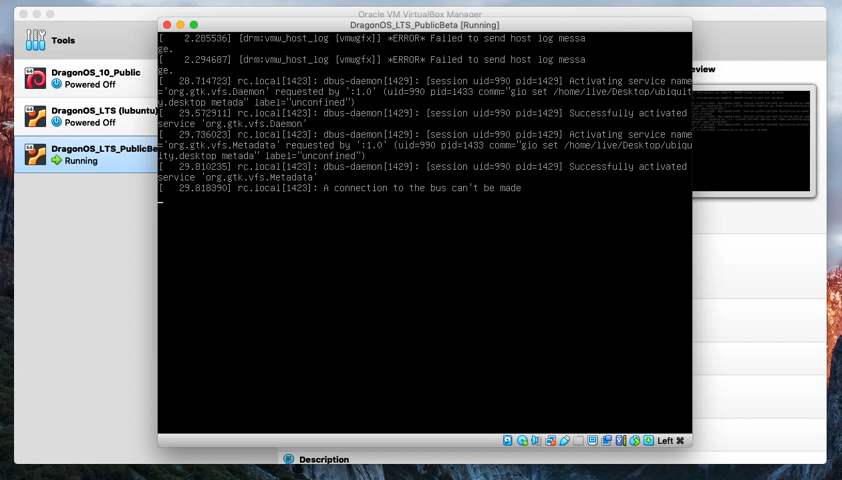 Oracle VM VirtualBox Manager
DragonOS_LTS_PublicBeta [Running]
Tools
DragonOS_10_Public
Powered Off
DragonOS_LTS (lubuntu)
Powered Off
DragonOS_LTS_PublicBe
Running
eview
[    2.285536] [drm:vmw_host_log [vmwgfx]] *ERROR* Failed to send host log messa
ge.
[    2.294687] [drm:vmw_host_log [vmwgfx]] *ERROR* Failed to send host log messa
ge.
[   28.714723] rc.local[1423]: dbus-daemon[1429]: [session uid=990 pid=1429] Activating service name
='org.gtk.vfs.Daemon' requested by ':1.0' (uid=990 pid=1433 comm="gio set /home/live/Desktop/ubiquit
y.desktop metada" label="unconfined")
[   29.572911] rc.local[1423]: dbus-daemon[1429]: [session uid=990 pid=1429] Successfully activated
service 'org.gtk.vfs.Daemon'
[   29.736023] rc.local[1423]: dbus-daemon[1429]: [session uid=990 pid=1429] Activating service name
='org.gtk.vfs.Metadata' requested by ':1.0' (uid=990 pid=1433 comm="gio set /home/live/Desktop/ubiqu
ity.desktop metada" label="unconfined")
[   29.810235] rc.local[1423]: dbus-daemon[1429]: [session uid=990 pid=1429] Successfully activated
service 'org.gtk.vfs.Metadata'
[   29.818390] rc.local[1423]: A connection to the bus can't be made
Left ⌘
Description